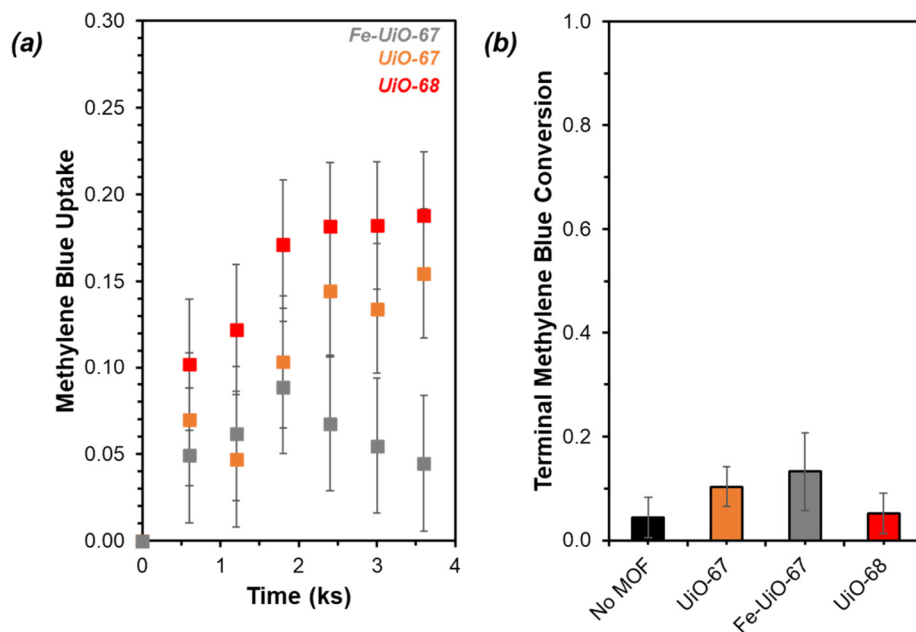 (a)
Fe-UiO-67
UiO-67
UiO-68
Methylene Blue Uptake
0.30
0.25
0.20
0.15
0.10
0.05
0.00
0 1 2 3 4
Time (ks)
(b)
Terminal Methylene Blue Conversion
1.0
0.8
0.6
0.4
0.2
0.0
No MOF
UiO-67
Fe-UiO-67
UiO-68